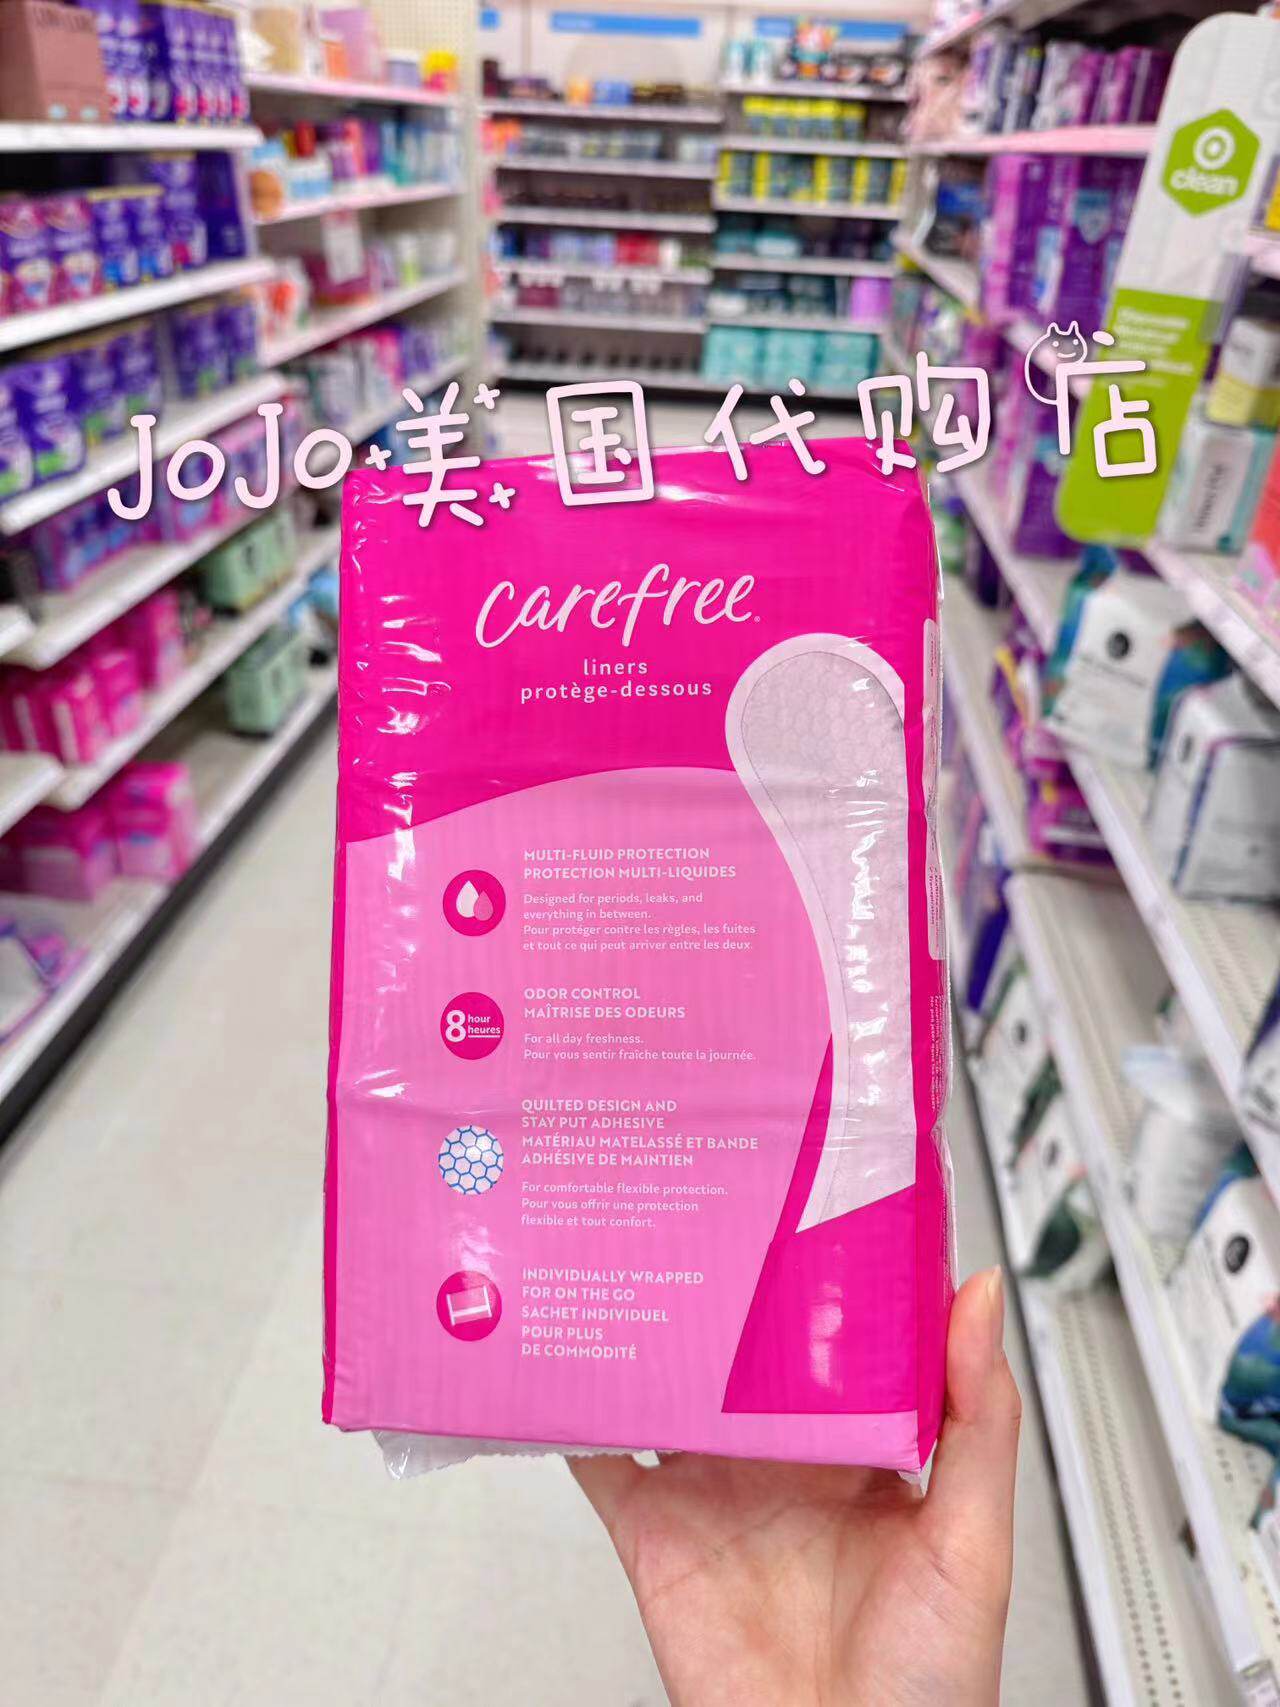 clean
JoJo美国代购店
carefree
liners
protège-dessous
MULTI-FLUID PROTECTION
PROTECTION MULTI-LIQUIDES
Designed for periods, leaks, and
everything in between.
Pour protéger contre les règles, les fuites
et tout ce qui peut arriver entre les deux.
8 hour
heures
ODOR CONTROL
MAÎTRISE DES ODEURS
For all day freshness.
Pour vous sentir fraîche toute la journée.
QUILTED DESIGN AND
STAY PUT ADHESIVE
MATÉRIAU MATELASSÉ ET BANDE
ADHÉSIVE DE MAINTIEN
For comfortable flexible protection.
Pour vous offrir une protection
flexible et tout confort.
INDIVIDUALLY WRAPPED
FOR ON THE GO
SACHET INDIVIDUEL
POUR PLUS
DE COMMODITÉ